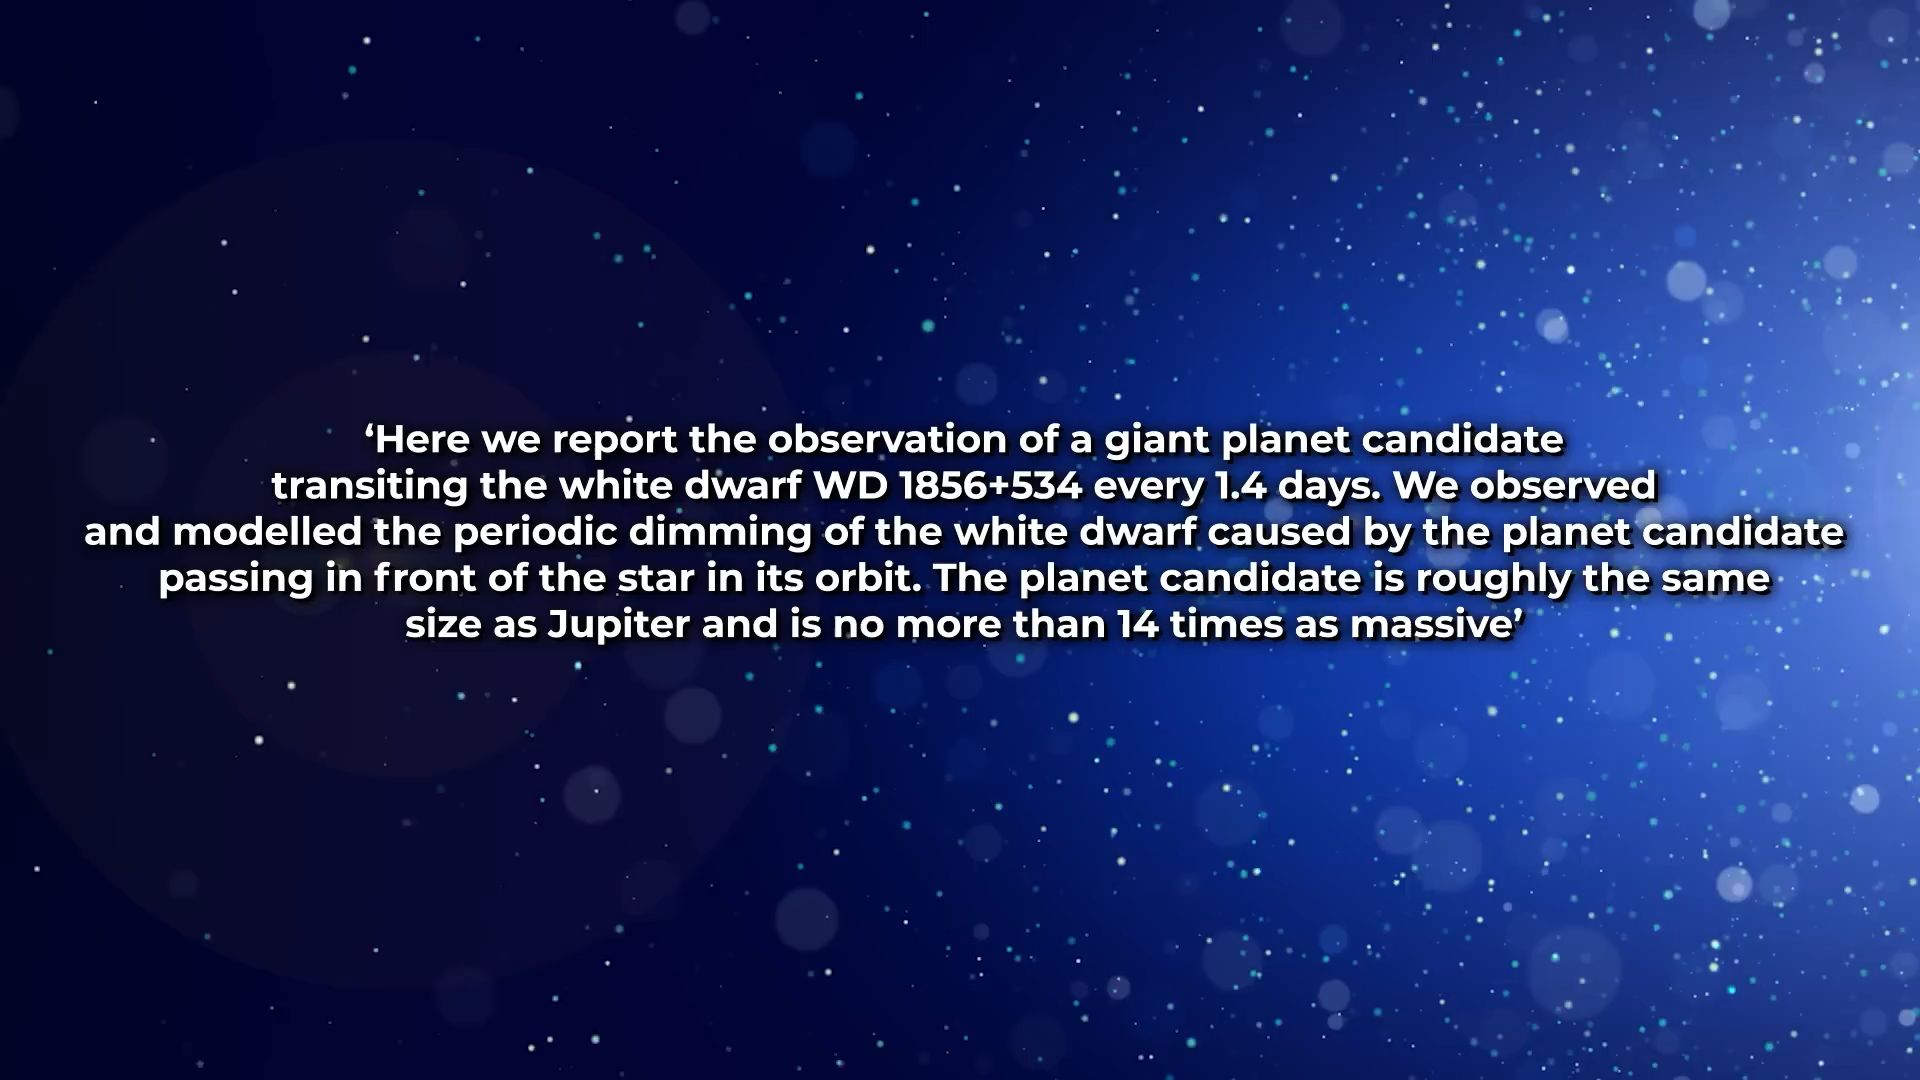 ‘Here we report the observation of a giant planet candidate
transiting the white dwarf WD 1856+534 every 1.4 days. We observed
and modelled the periodic dimming of the white dwarf caused by the planet candidate
passing in front of the star in its orbit. The planet candidate is roughly the same
size as Jupiter and is no more than 14 times as massive’